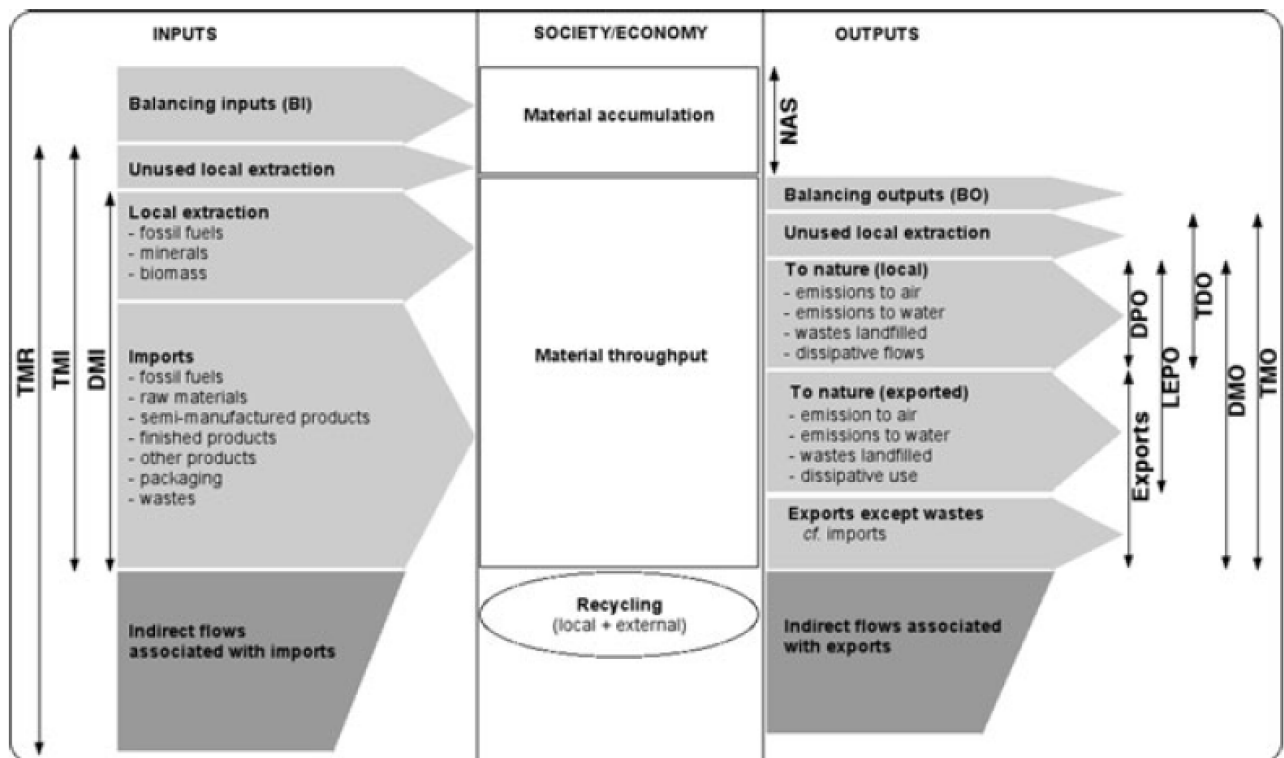 INPUTS
SOCIETY/ECONOMY
OUTPUTS
Balancing inputs (BI)
Unused local extraction
Local extraction
- fossil fuels
- minerals
- biomass
Imports
- fossil fuels
- raw materials
- semi-manufactured products
- finished products
- other products
- packaging
- wastes
Indirect flows
associated with imports
TMR
TMI
DMI
Material accumulation
Material throughput
Recycling
(local + external)
NAS
Balancing outputs (BO)
Unused local extraction
To nature (local)
- emissions to air
- emissions to water
- wastes landfilled
- dissipative flows
To nature (exported)
- emission to air
- emissions to water
- wastes landfilled
- dissipative use
Exports except wastes
cf. imports
Indirect flows associated
with exports
DPO
Exports
LEPO
TDO
DMO
TMO